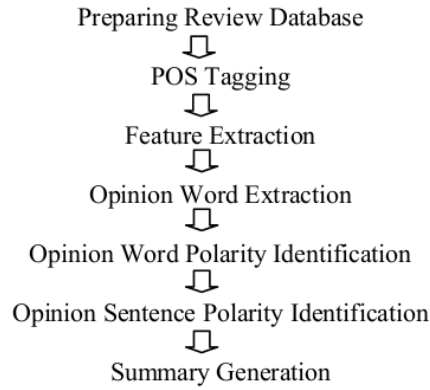 Preparing Review Database
POS Tagging
Feature Extraction
Opinion Word Extraction
Opinion Word Polarity Identification
Opinion Sentence Polarity Identification
Summary Generation